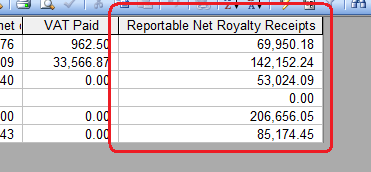 net VAT Paid Reportable Net Royalty Receipts
76 962.50 69,950.18
09 33,566.87 142,152.24
40 0.00 53,024.09
0.00
00 0.00 206,656.05
43 0.00 85,174.45